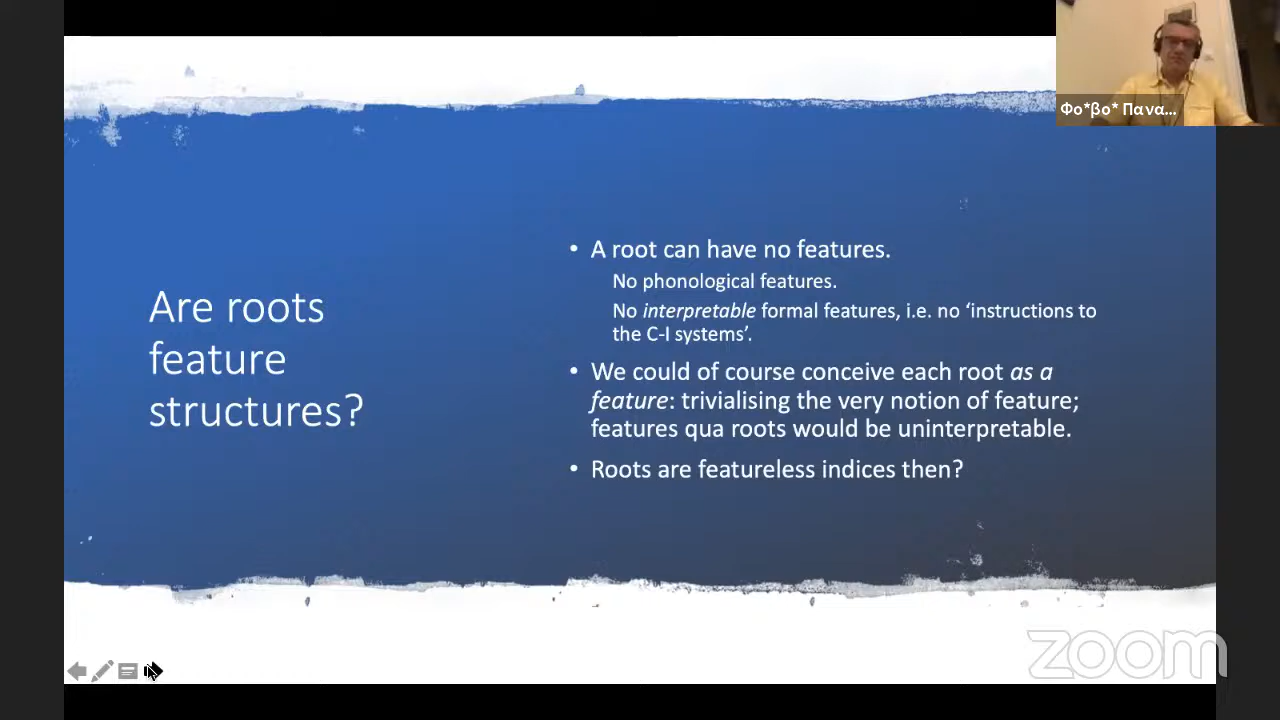 Φο*βο* Πανα...
Are roots
feature
structures?
• A root can have no features.
No phonological features.
No interpretable formal features, i.e. no ‘instructions to
the C-I systems’.
• We could of course conceive each root as a
feature: trivialising the very notion of feature;
features qua roots would be uninterpretable.
• Roots are featureless indices then?
zoom